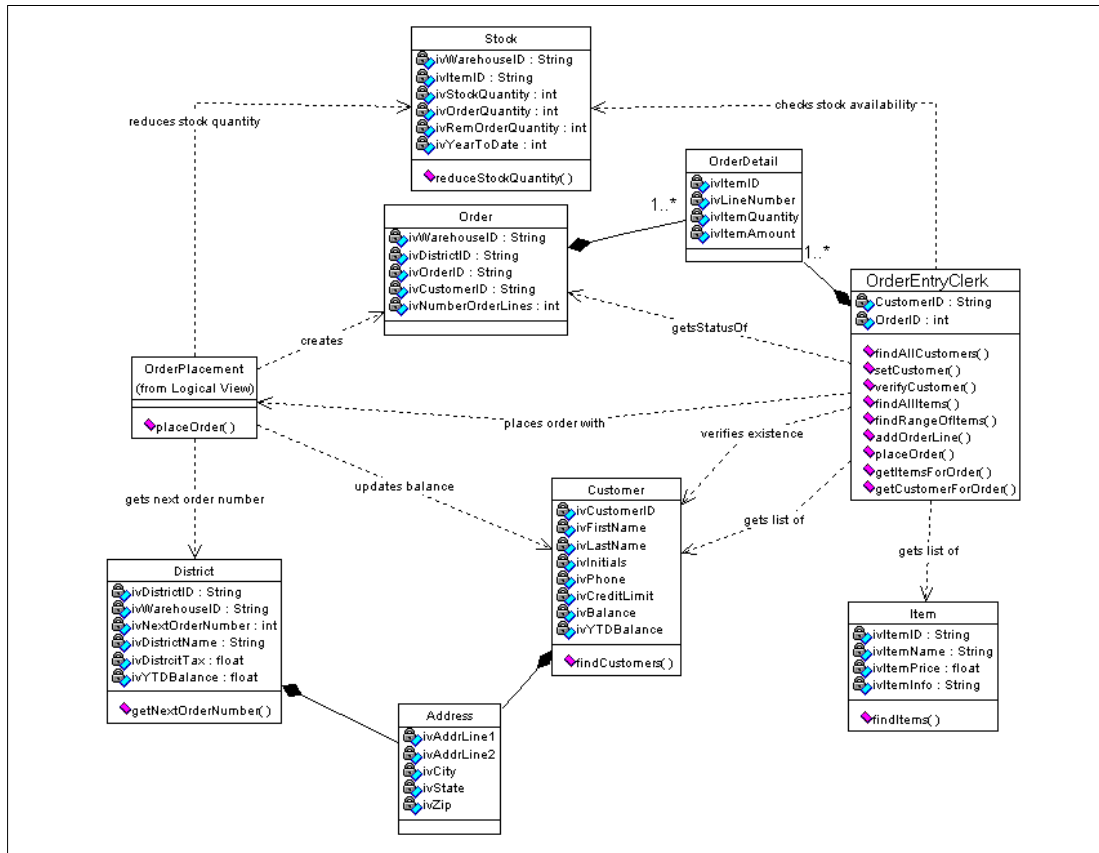 Stock
ivWarehouseID : String
ivItemID : String
ivStockQuantity : int
ivOrderQuantity : int
ivRemOrderQuantity : int
ivYearToDate : int
reduceStockQuantity( )
reduces stock quantity
checks stock availability
OrderDetail
ivItemID
ivLineNumber
ivItemQuantity
ivItemAmount
1..*
1..*
Order
ivWarehouseID : String
ivDistrictID : String
ivOrderID : String
ivCustomerID : String
ivNumberOrderLines : int
OrderEntryClerk
CustomerID : String
OrderID : int
findAllCustomers( )
setCustomer( )
verifyCustomer( )
findAllItems( )
findRangeOfItems( )
addOrderLine( )
placeOrder( )
getItemsForOrder( )
getCustomerForOrder( )
getsStatusOf
creates
OrderPlacement
(from Logical View)
placeOrder( )
places order with
verifies existence
updates balance
gets next order number
gets list of
gets list of
Customer
ivCustomerID
ivFirstName
ivLastName
ivInitials
ivPhone
ivCreditLimit
ivBalance
ivYTDBalance
findCustomers( )
District
ivDistrictID : String
ivWarehouseID : String
ivNextOrderNumber : int
ivDistrictName : String
ivDistrcitTax : float
ivYTDBalance : float
getNextOrderNumber( )
Item
ivItemID : String
ivItemName : String
ivItemPrice : float
ivItemInfo : String
findItems( )
Address
ivAddrLine1
ivAddrLine2
ivCity
ivState
ivZip